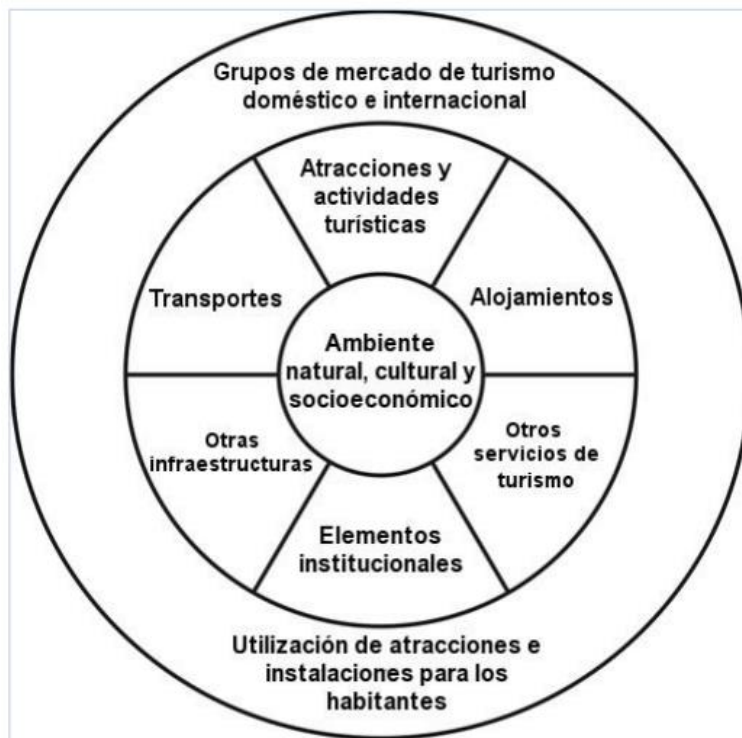 Grupos de mercado de turismo
doméstico e internacional
Atracciones y
actividades
turísticas
Transportes
Alojamientos
Ambiente
natural, cultural y
socioeconómico
Otras
infraestructuras
Otros
servicios de
turismo
Elementos
institucionales
Utilización de atracciones e
instalaciones para los
habitantes